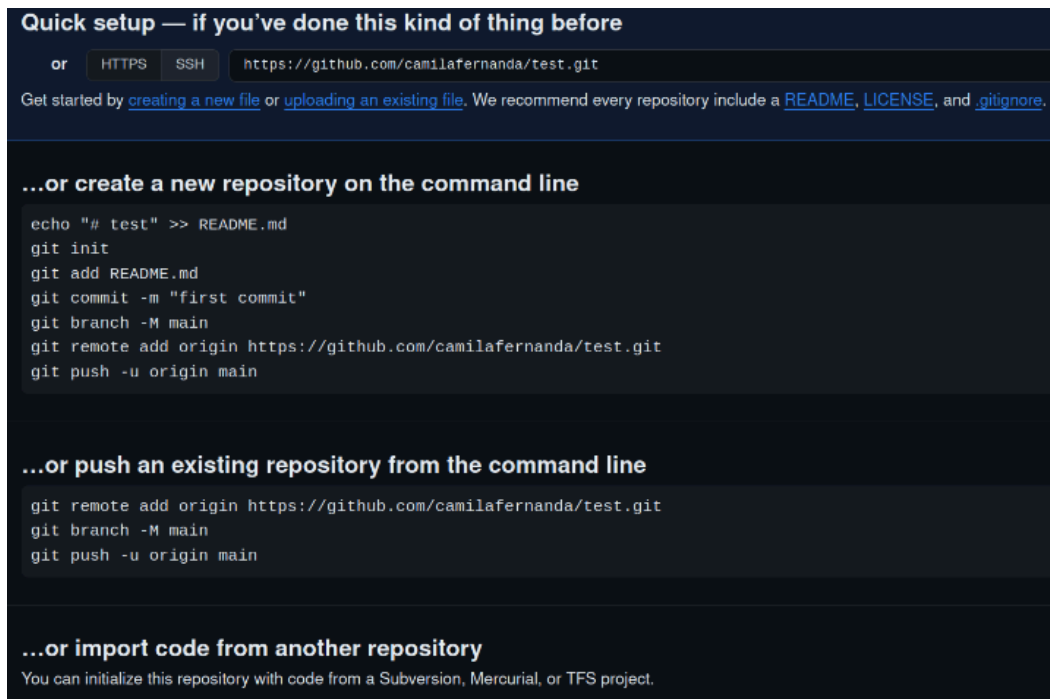 Quick setup — if you've done this kind of thing before
or HTTPS SSH https://github.com/camilafernanda/test.git
Get started by creating a new file or uploading an existing file. We recommend every repository include a README, LICENSE, and .gitignore.
…or create a new repository on the command line
echo "# test" >> README.md
git init
git add README.md
git commit -m "first commit"
git branch -M main
git remote add origin https://github.com/camilafernanda/test.git
git push -u origin main
…or push an existing repository from the command line
git remote add origin https://github.com/camilafernanda/test.git
git branch -M main
git push -u origin main
…or import code from another repository
You can initialize this repository with code from a Subversion, Mercurial, or TFS project.